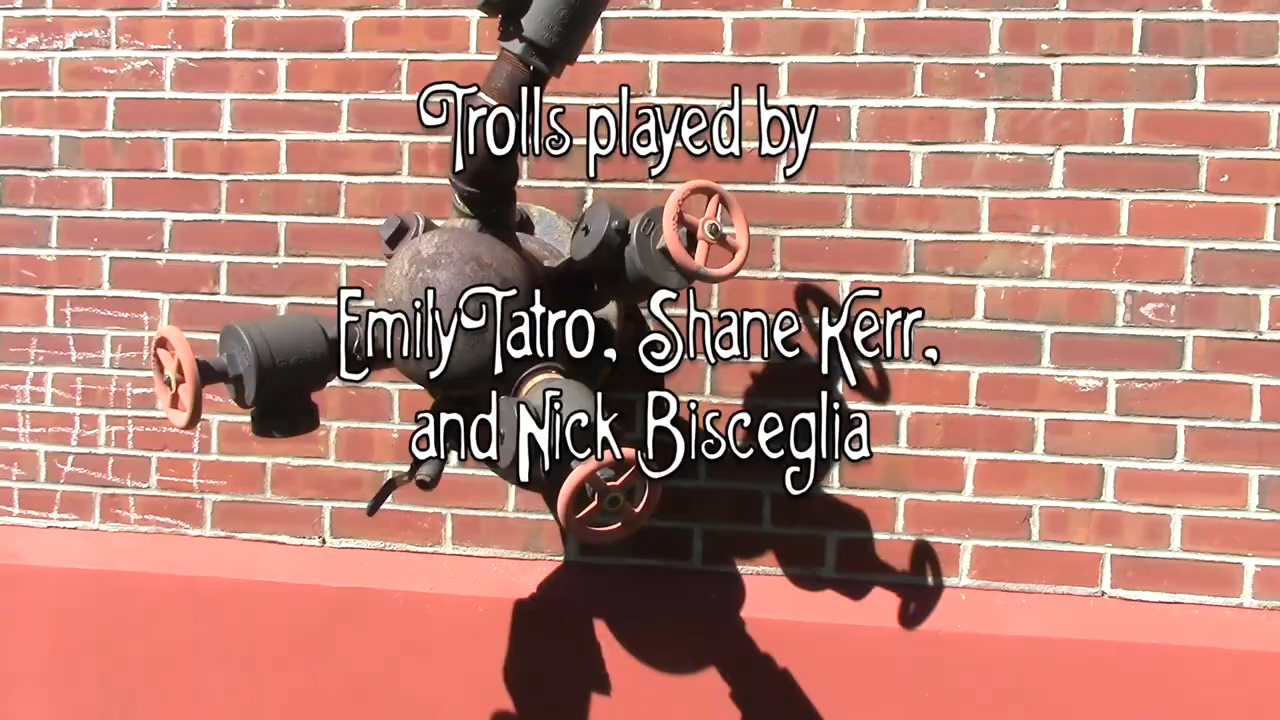 Trolls played by
Emily Tatro, Shane Kerr,
and Nick Bisceglia